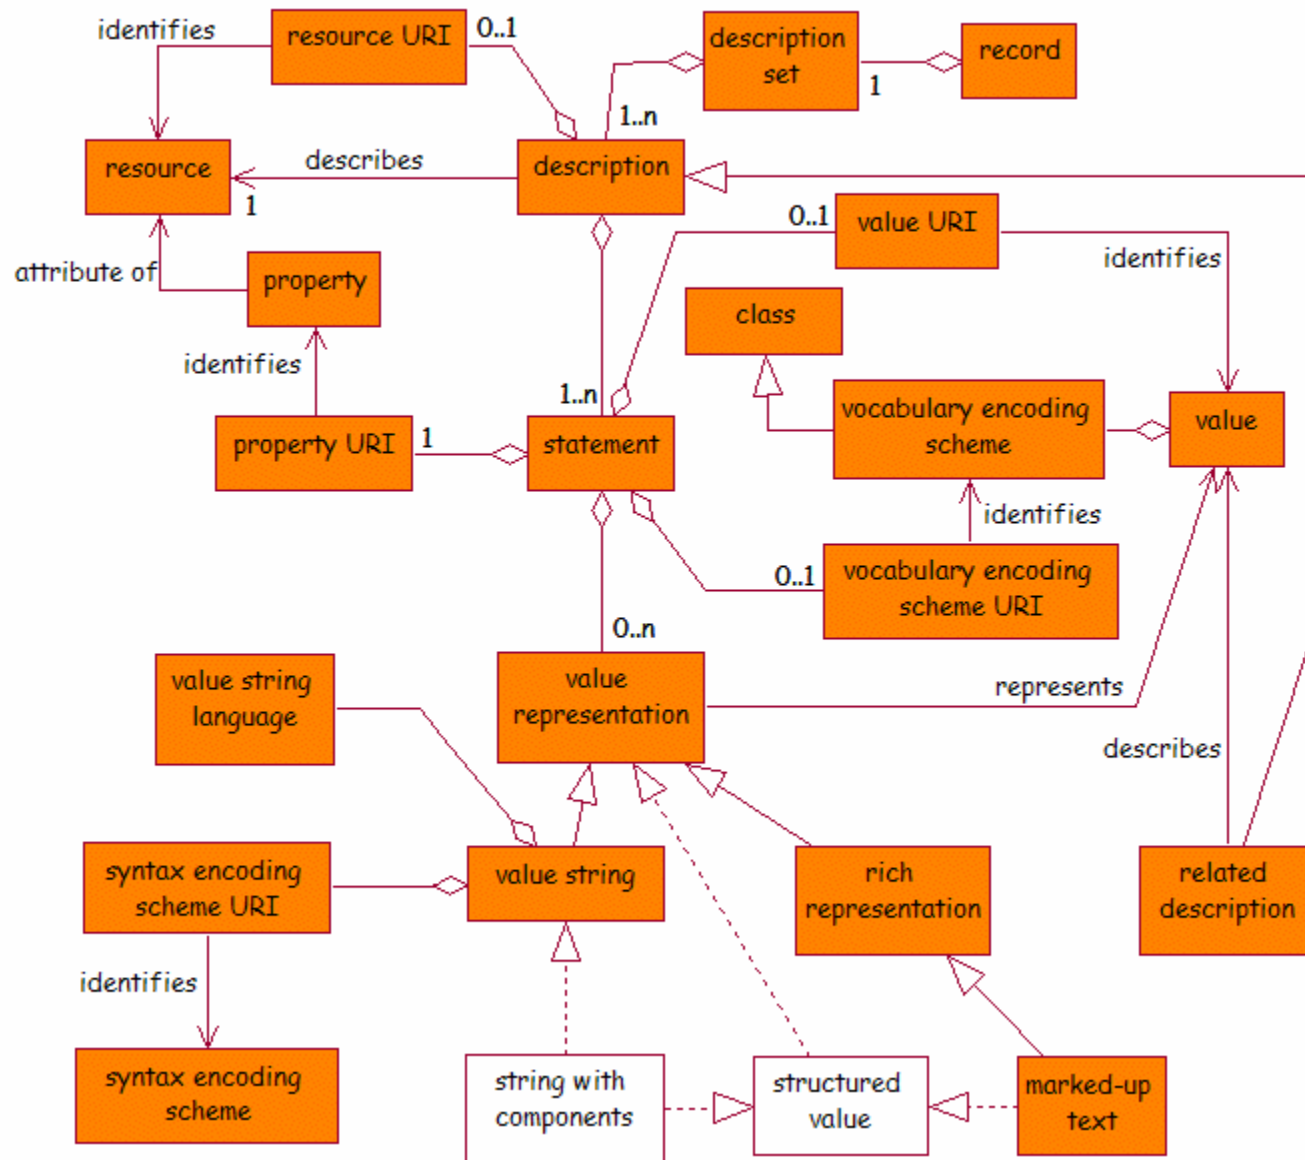 identifies
resource URI
0..1
description
set
1
record
1..n
resource
describes
1
description
0..1
value URI
identifies
attribute of
property
class
identifies
1..n
vocabulary encoding
scheme
value
property URI
1
statement
identifies
0..1
vocabulary encoding
scheme URI
0..n
value string
language
value
representation
represents
describes
syntax encoding
scheme URI
value string
rich
representation
related
description
identifies
syntax encoding
scheme
string with
components
structured
value
marked-up
text